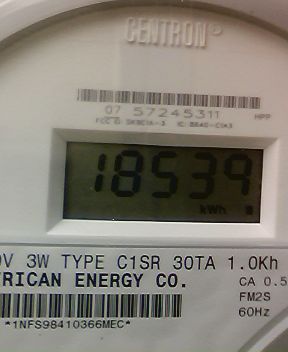 CENTRON®
07 57245311
HPP
18539
kWh
V 3W TYPE C1SR 30TA 1.0Kh
RICAN ENERGY CO.
CA 0.5
FM2S
60Hz
*1NFS98410366MEC*